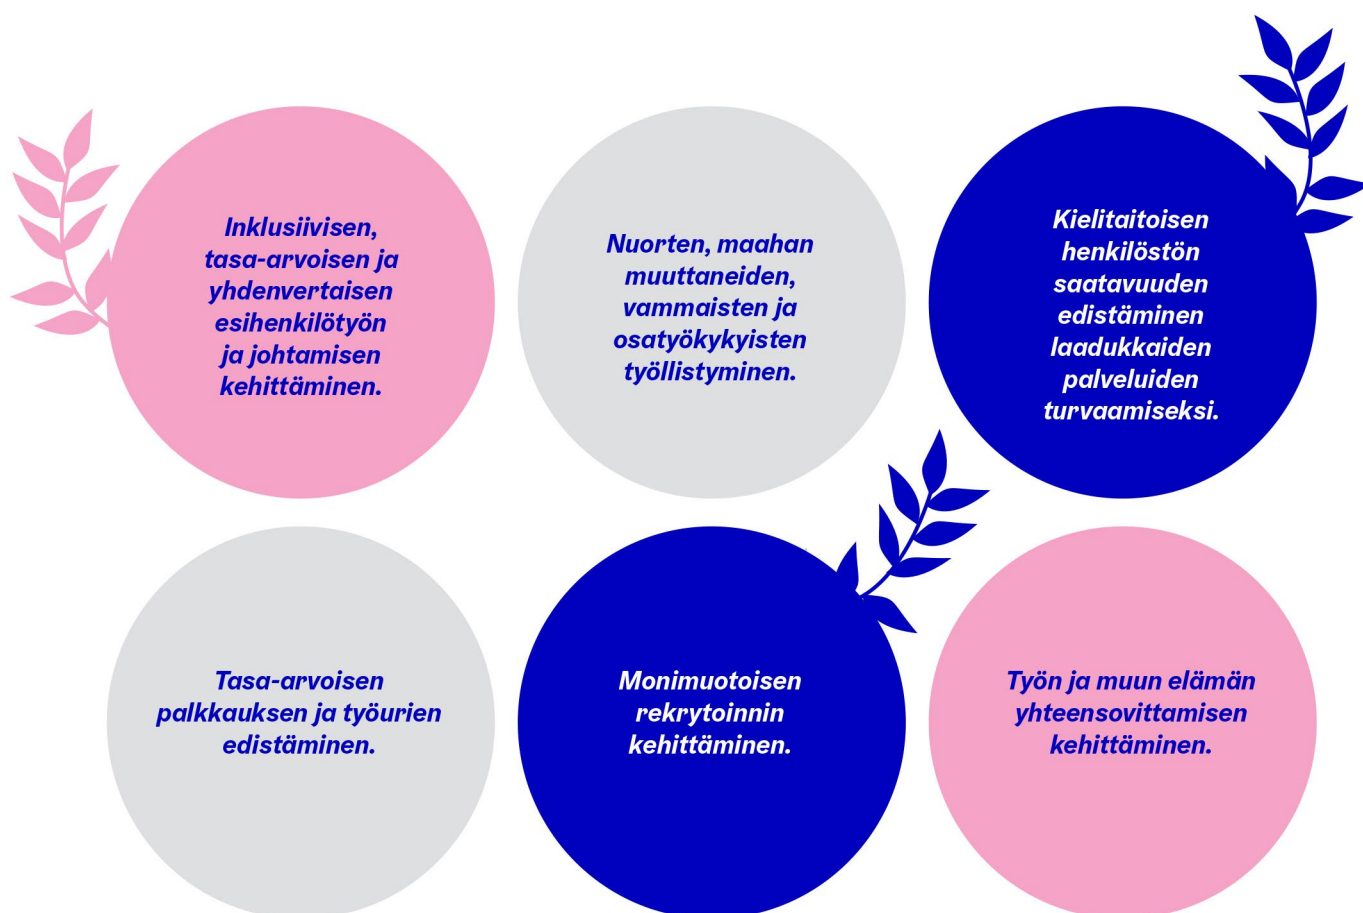 Inklusiivisen,
tasa-arvoisen ja
yhdenvertaisen
esihenkilötyön
ja johtamisen
kehittäminen.
Nuorten, maahan
muuttaneiden,
vammaisten ja
osatyökykyisten
työllistyminen.
Kielitaitoisen
henkilöstön
saatavuuden
edistäminen
laadukkaiden
palveluiden
turvaamiseksi.
Tasa-arvoisen
palkkauksen ja työurien
edistäminen.
Monimuotoisen
rekrytoinnin
kehittäminen.
Työn ja muun elämän
yhteensovittamisen
kehittäminen.